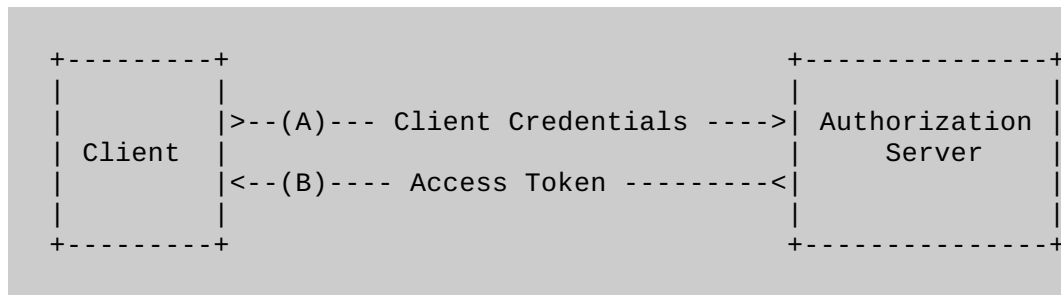 +---------+                                  +---------------+
|         |                                  |               |
|         |>--(A)--- Client Credentials ---->| Authorization |
| Client  |                                  |     Server    |
|         |<--(B)---- Access Token ---------<|               |
|         |                                  |               |
+---------+                                  +---------------+